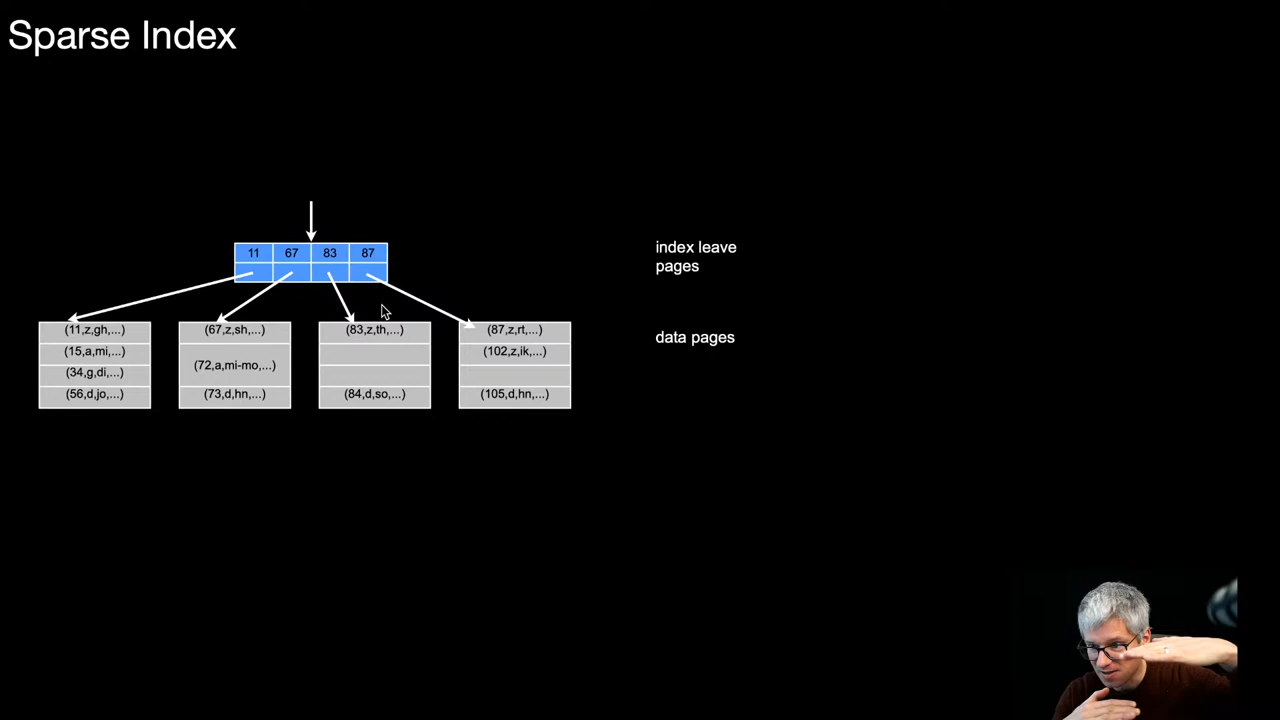 Sparse Index
11 67 83 87
index leave
pages
(11,z,gh,...) (67,z,sh,...) (83,z,th,...) (87,z,rt,...)
data pages
(15,a,mi,...) (102,z,ik,...)
(72,a,mi-mo,...)
(34,g,di,...)
(56,d,jo,...) (73,d,hn,...) (84,d,so,...) (105,d,hn,...)